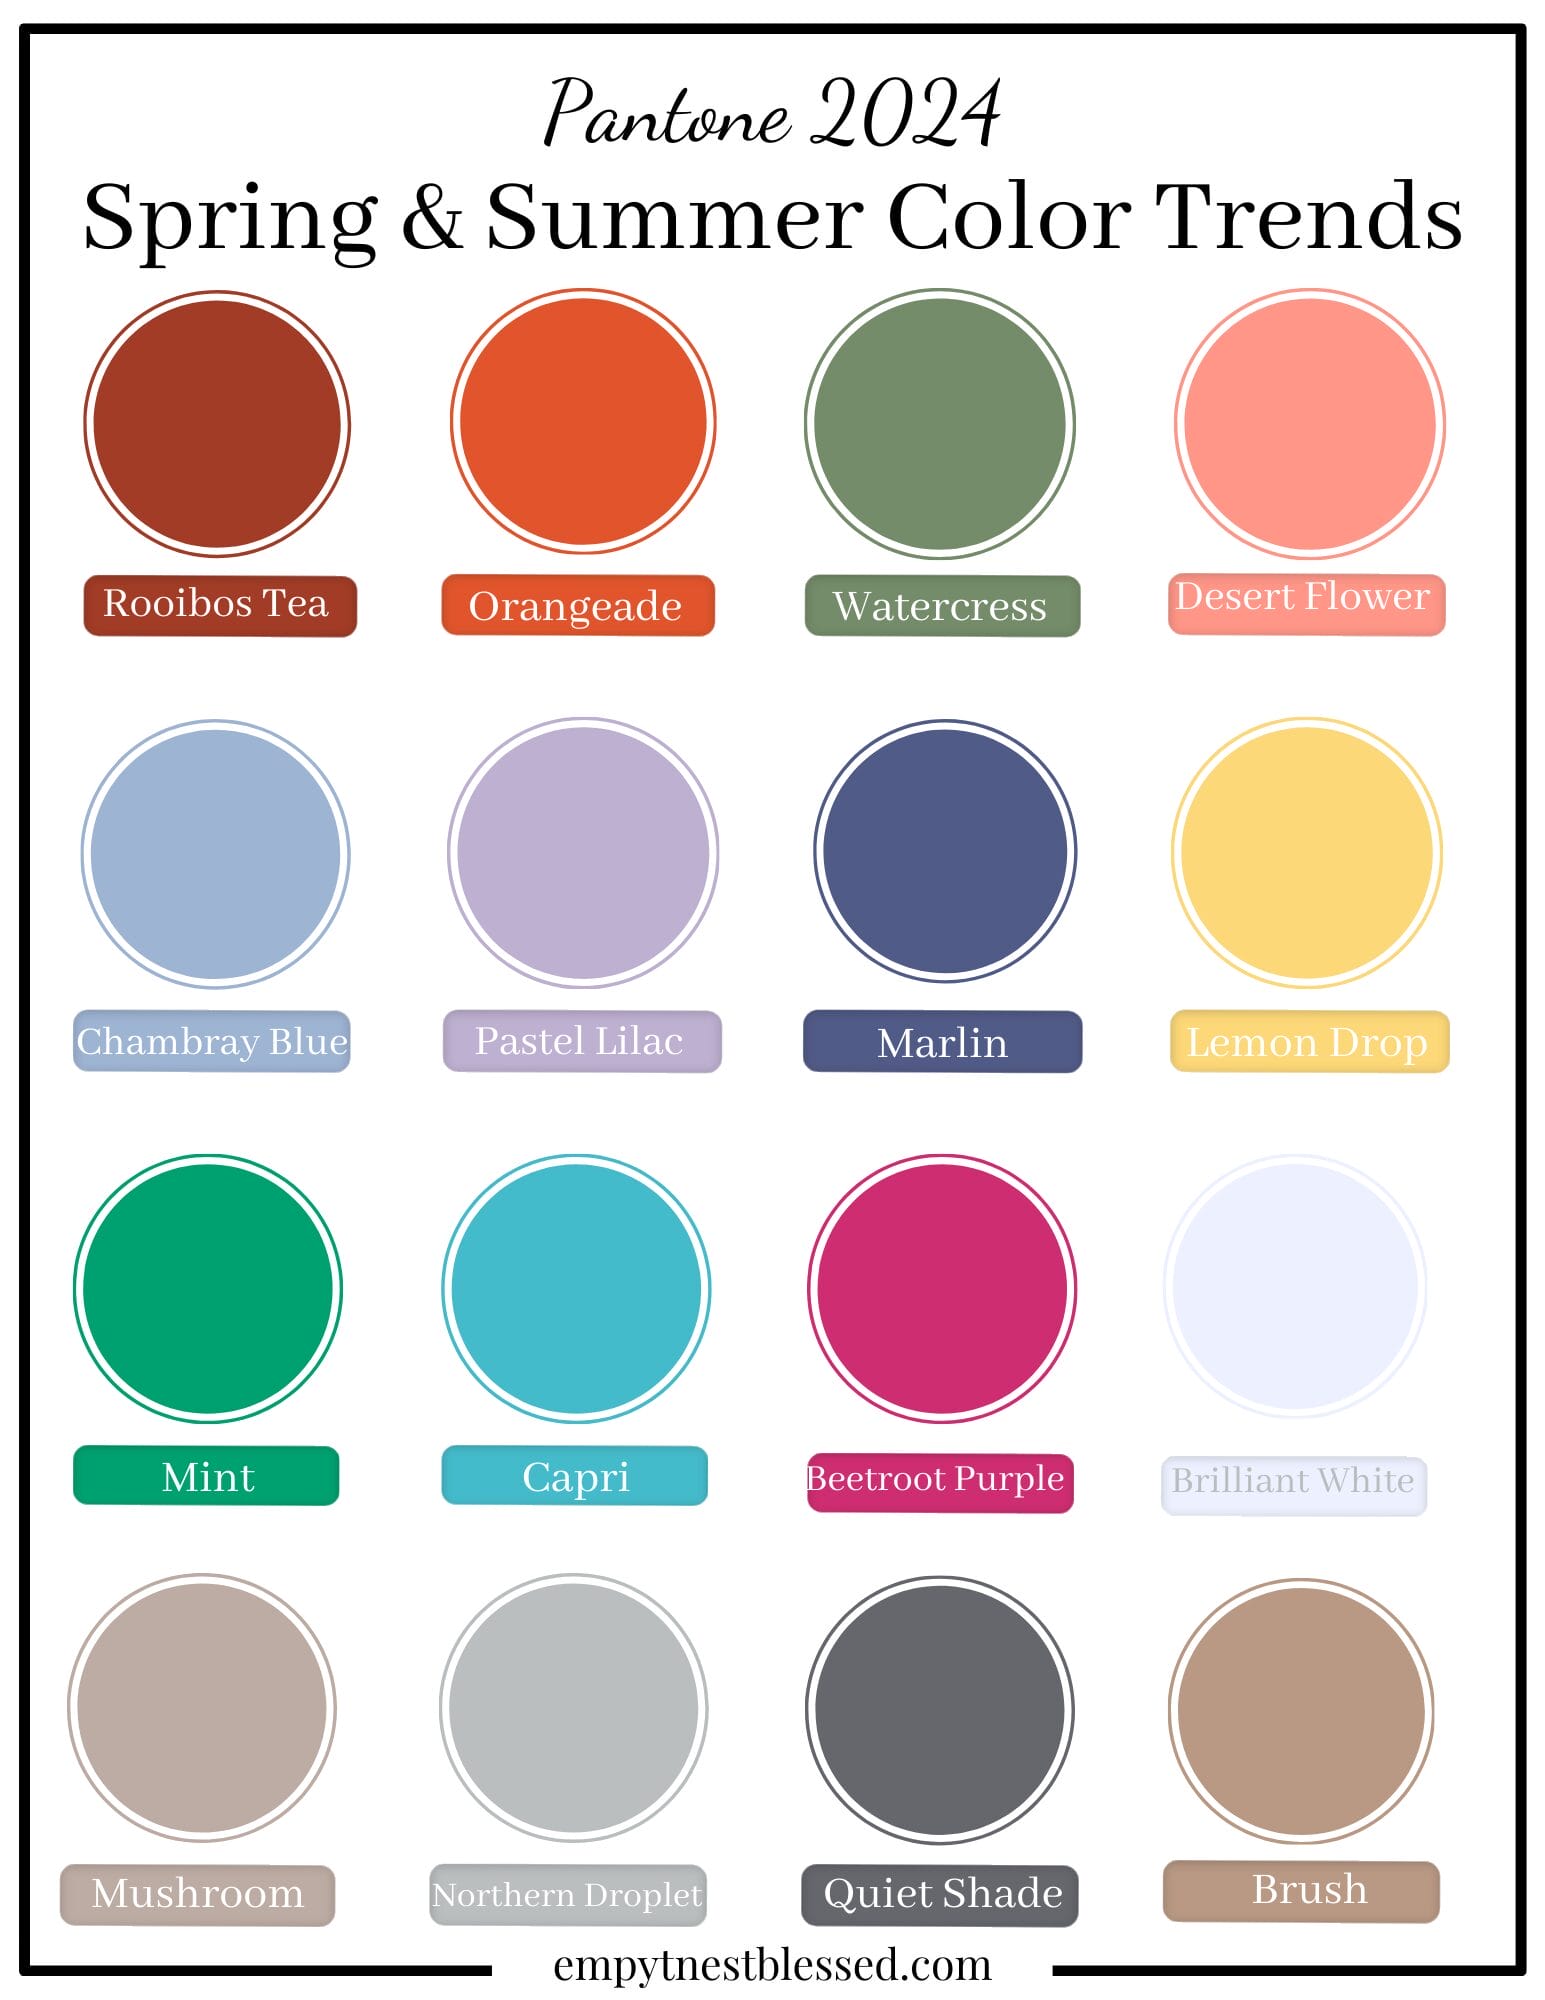 Pantone 2024
Spring & Summer Color Trends
Rooibos Tea
Orangeade
Watercress
Desert Flower
Chambray Blue
Pastel Lilac
Marlin
Lemon Drop
Mint
Capri
Beetroot Purple
Brilliant White
Mushroom
Northern Droplet
Quiet Shade
Brush
empytnestblessed.com